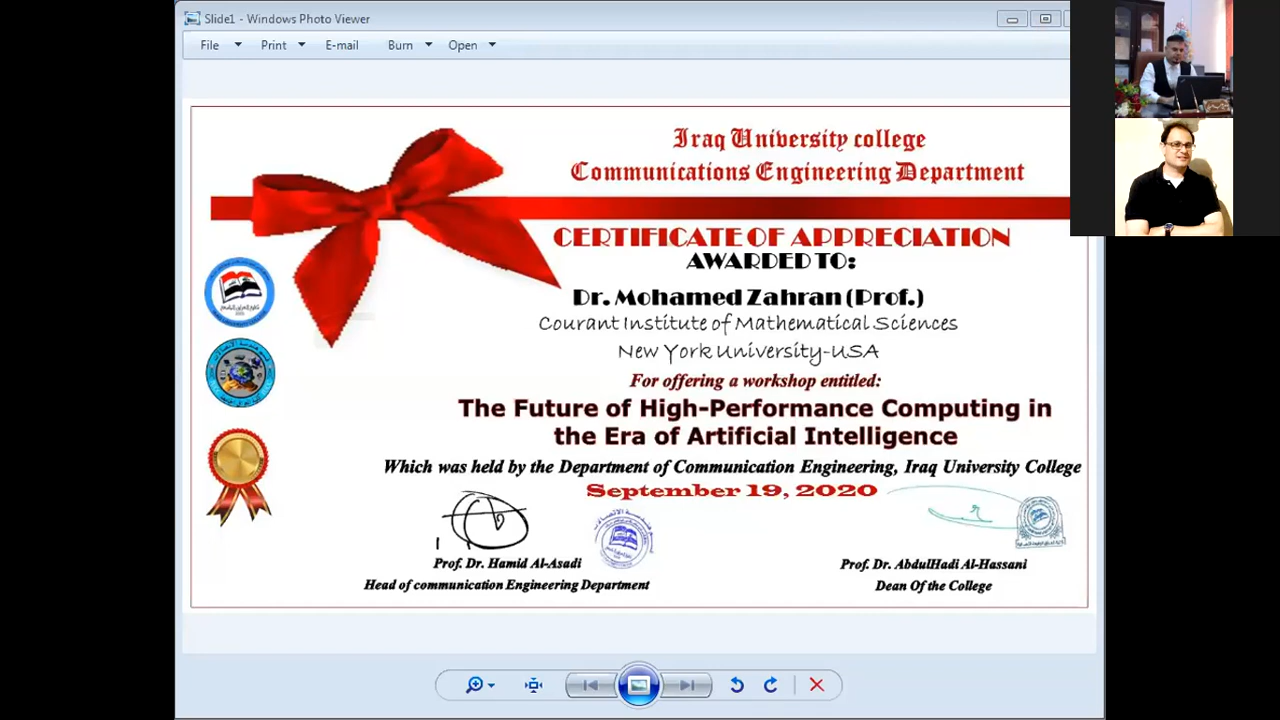 Slide1 - Windows Photo Viewer
File Print E-mail Burn Open
Iraq University college
Communications Engineering Department
CERTIFICATE OF APPRECIATION
AWARDED TO:
Dr. Mohamed Zahran (Prof.)
Courant Institute of Mathematical Sciences
New York University-USA
For offering a workshop entitled:
The Future of High-Performance Computing in
the Era of Artificial Intelligence
Which was held by the Department of Communication Engineering, Iraq University College
September 19, 2020
Prof. Dr. Hamid Al-Asadi
Head of communication Engineering Department
Prof. Dr. AbdulHadi Al-Hassani
Dean Of the College